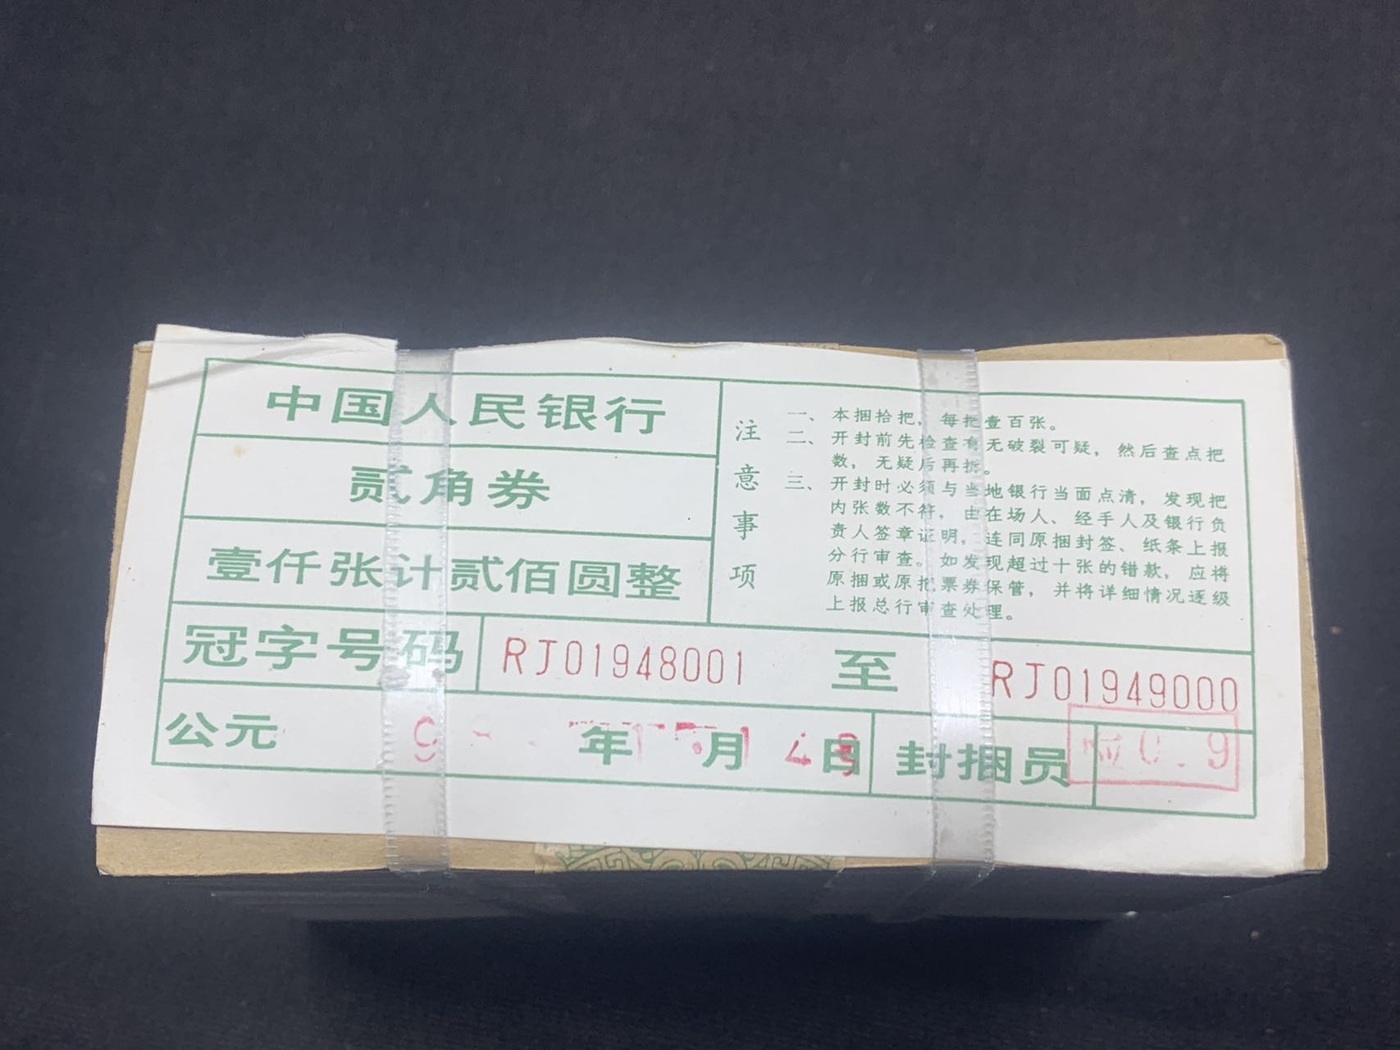 中国人民银行
贰角券
壹仟张计贰佰圆整
注意事项
一、本捆拾把，每把壹百张。
二、开封前先检查有无破裂可疑，然后查点把
数，无疑后再拆。
三、开封时必须与当地银行当面点清，发现把
内张数不符，由在场人、经手人及银行负
责人签章证明，连同原捆封签、纸条上报
分行审查。如发现超过十张的错款，应将
原捆或原把票券保管，并将详细情况逐级
上报总行审查处理。
冠字号码 RJ01948001 至 RJ01949000
公元 年 月 日 封捆员